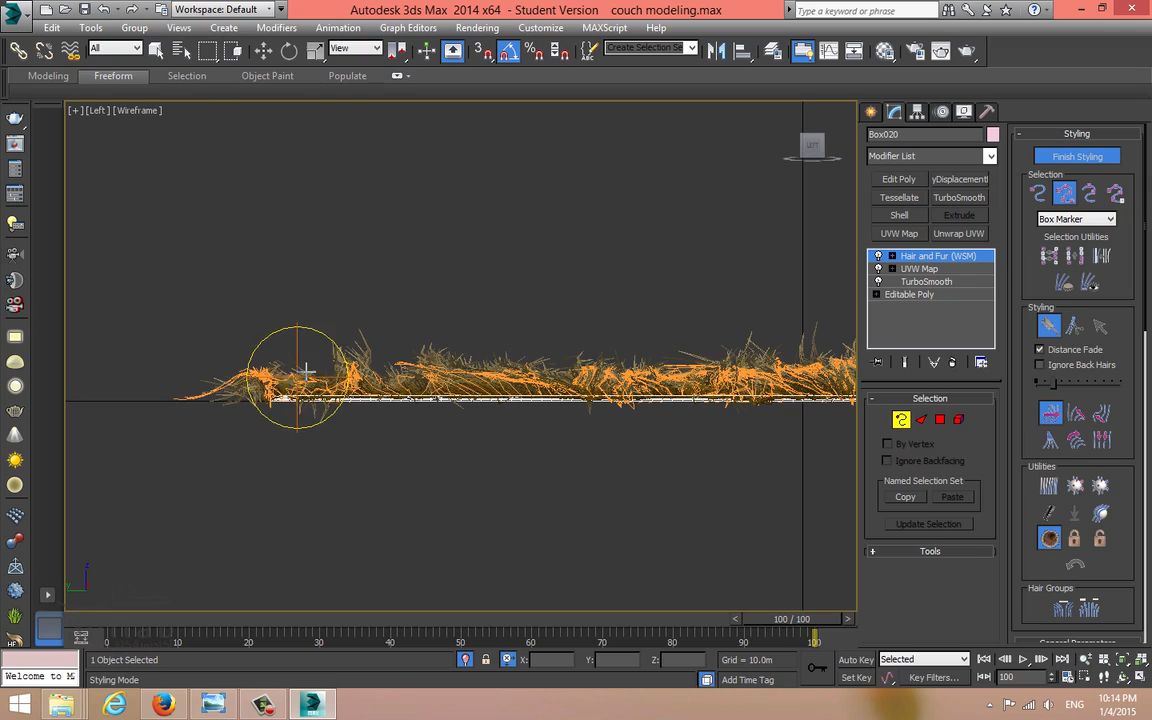 Workspace: Default
Autodesk 3ds Max 2014 x64 - Student Version couch modeling.max
Type a keyword or phrase
Edit Tools Group Views Create Modifiers Animation Graph Editors Rendering Customize MAXScript Help
All
View
3
Create Selection Se
Modeling Freeform Selection Object Paint Populate
[+] [Left] [Wireframe]
LEFT
Box020
Modifier List
Edit Poly yDisplacement
Tessellate TurboSmooth
Shell Extrude
UVW Map Unwrap UVW
Hair and Fur (WSM)
UVW Map
TurboSmooth
Editable Poly
Selection
By Vertex
Ignore Backfacing
Named Selection Set
Copy Paste
Update Selection
Tools
Styling
Finish Styling
Selection
Box Marker
Selection Utilities
Styling
Distance Fade
Ignore Back Hairs
Utilities
Hair Groups
General Parameters
z
100 / 100
0 10 20 30 40 50 60 70 80 90 100
1 Object Selected
X: Y: Z:
Grid = 10.0m
Auto Key Selected
Welcome to M
Styling Mode
Add Time Tag
Set Key Key Filters...
100
ENG
10:14 PM
1/4/2015